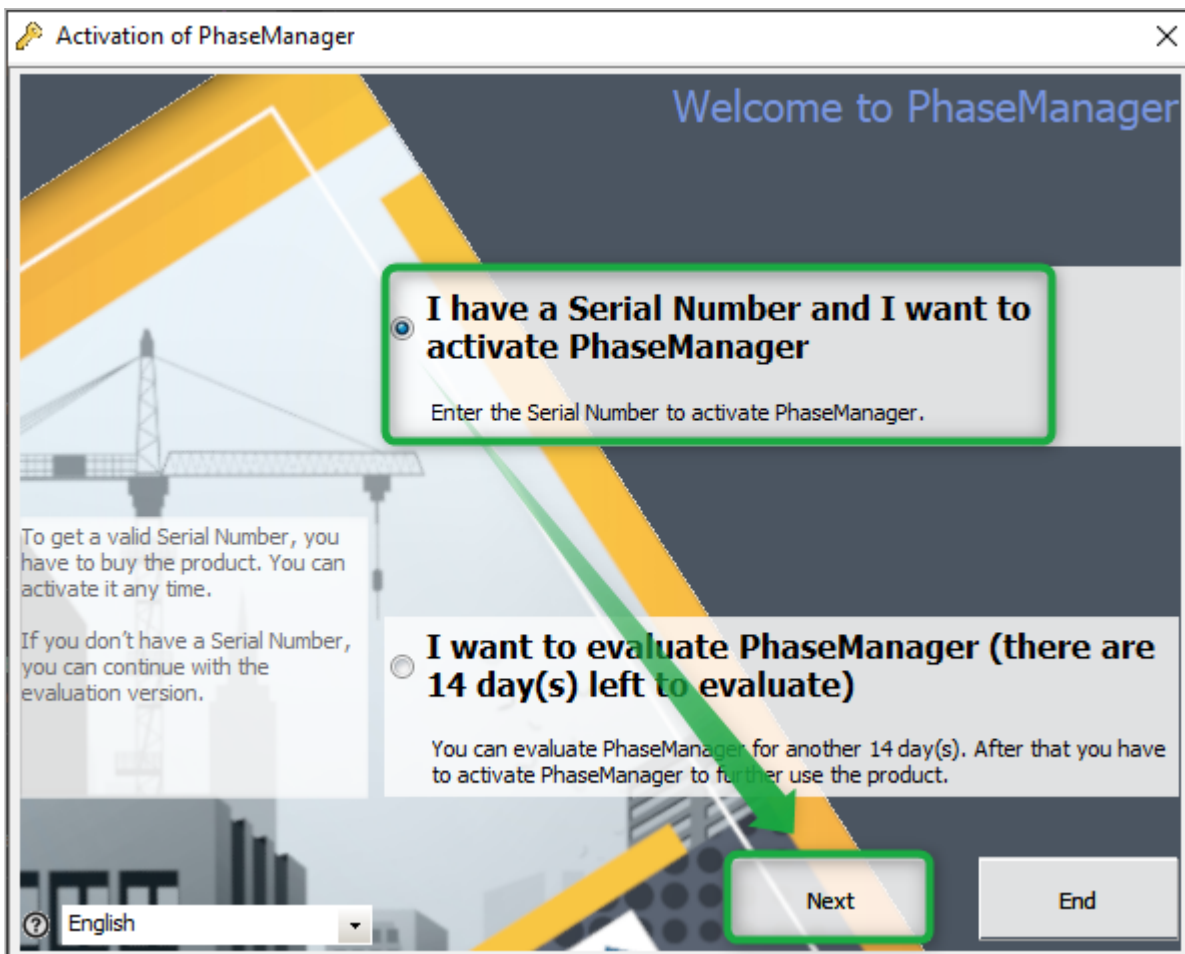 Activation of PhaseManager
Welcome to PhaseManager
I have a Serial Number and I want to
activate PhaseManager
Enter the Serial Number to activate PhaseManager.
To get a valid Serial Number, you
have to buy the product. You can
activate it any time.
If you don't have a Serial Number,
you can continue with the
evaluation version.
I want to evaluate PhaseManager (there are
14 day(s) left to evaluate)
You can evaluate PhaseManager for another 14 day(s). After that you have
to activate PhaseManager to further use the product.
English
Next
End